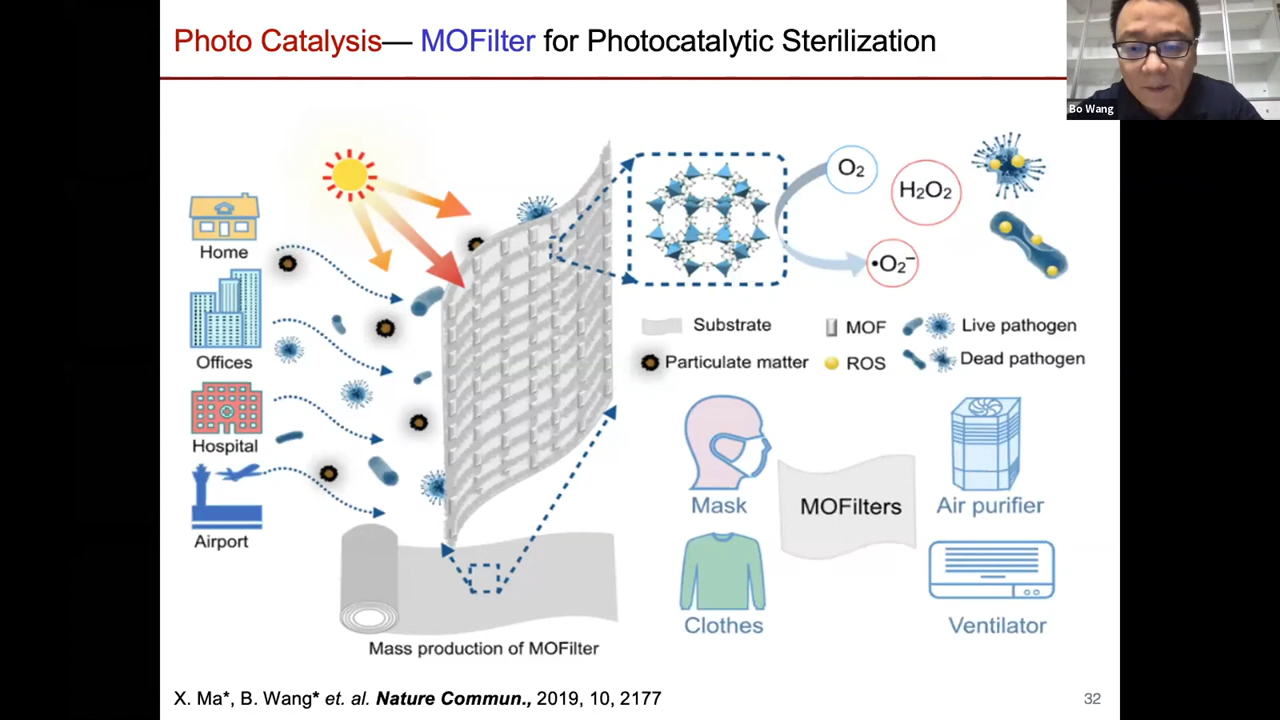 Photo Catalysis— MOFilter for Photocatalytic Sterilization
Bo Wang
Home
Offices
Hospital
Airport
O₂
H₂O₂
•O₂⁻
Substrate
MOF
Live pathogen
Particulate matter
ROS
Dead pathogen
Mask
MOFilters
Air purifier
Clothes
Ventilator
Mass production of MOFilter
X. Ma*, B. Wang* et. al. Nature Commun., 2019, 10, 2177
32